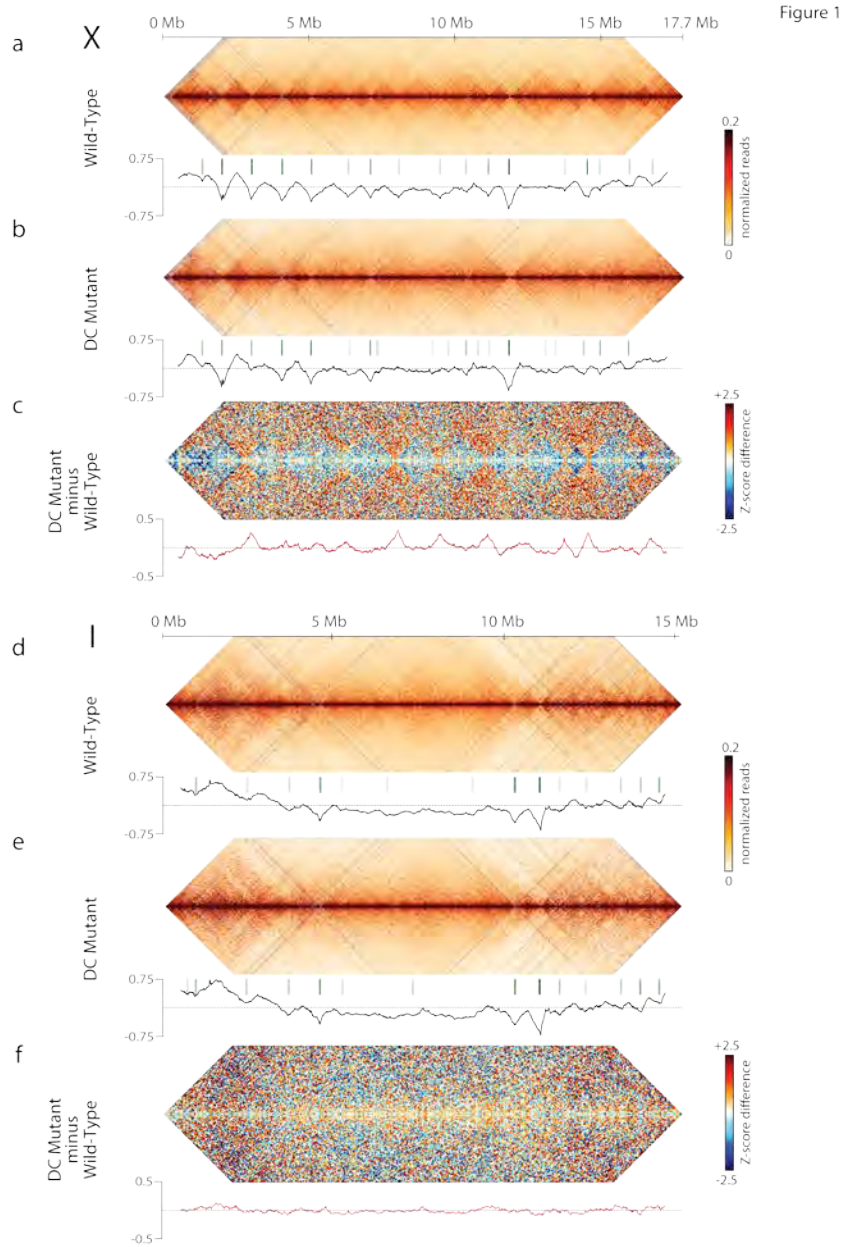 Figure 1
0 Mb 5 Mb 10 Mb 15 Mb 17.7 Mb
a X
Wild-Type
0.2
normalized reads
0
0.75
-0.75
b
DC Mutant
0.75
-0.75
c
DC Mutant
minus
Wild-Type
+2.5
Z-score difference
-2.5
0.5
-0.5
0 Mb 5 Mb 10 Mb 15 Mb
d I
Wild-Type
0.2
normalized reads
0
0.75
-0.75
e
DC Mutant
0.75
-0.75
f
DC Mutant
minus
Wild-Type
+2.5
Z-score difference
-2.5
0.5
-0.5